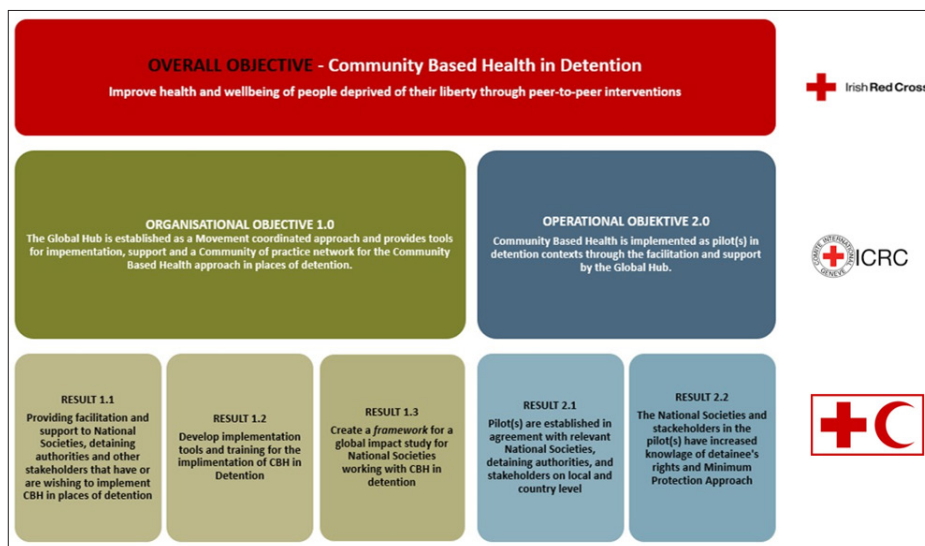 OVERALL OBJECTIVE - Community Based Health in Detention
Improve health and wellbeing of people deprived of their liberty through peer-to-peer interventions
Irish Red Cross
ORGANISATIONAL OBJECTIVE 1.0
The Global Hub is established as a Movement coordinated approach and provides tools
for impementation, support and a Community of practice network for the Community
Based Health approach in places of detention.
OPERATIONAL OBJEKTIVE 2.0
Community Based Health is implemented as pilot(s) in
detention contexts through the facilitation and support
by the Global Hub.
COMITE INTERNATIONAL
GENEVE
ICRC
RESULT 1.1
Providing facilitation and
support to National
Societies, detaining
authorities and other
stakeholders that have or
are wishing to implement
CBH in places of detention
RESULT 1.2
Develop implementation
tools and training for the
implimentation of CBH in
Detention
RESULT 1.3
Create a framework for a
global impact study for
National Societies
working with CBH in
detention
RESULT 2.1
Pilot(s) are established in
agreement with relevant
National Societies,
detaining authorities, and
stakeholders on local and
country level
RESULT 2.2
The National Societies and
stackeholders in the
pilot(s) have increased
knowlage of detainee's
rights and Minimum
Protection Approach